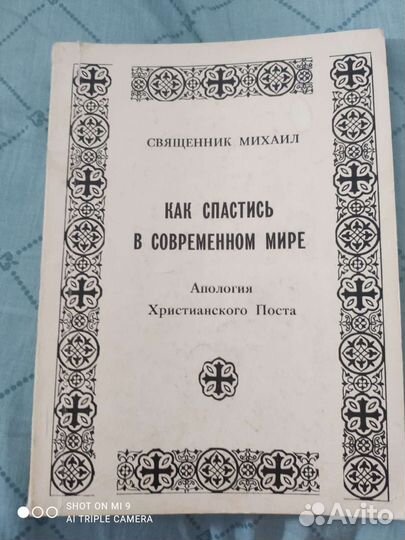 СВЯЩЕННИК МИХАИЛ
КАК СПАСТИСЬ
В СОВРЕМЕННОМ МИРЕ
Апология
Христианского Поста
SHOT ON MI 9
AI TRIPLE CAMERA
Avito